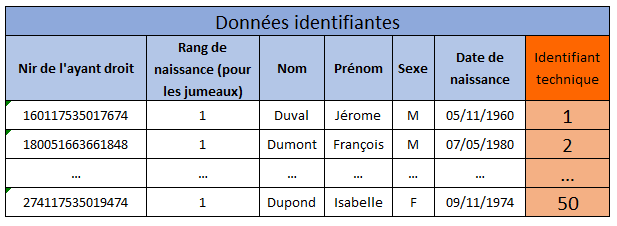 Données identifiantes
Nir de l'ayant droit Rang de naissance (pour les jumeaux) Nom Prénom Sexe Date de naissance Identifiant technique
160117535017674 1 Duval Jérome M 05/11/1960 1
180051663661848 1 Dumont François M 07/05/1980 2
... ... ... ... ... ... ...
274117535019474 1 Dupond Isabelle F 09/11/1974 50